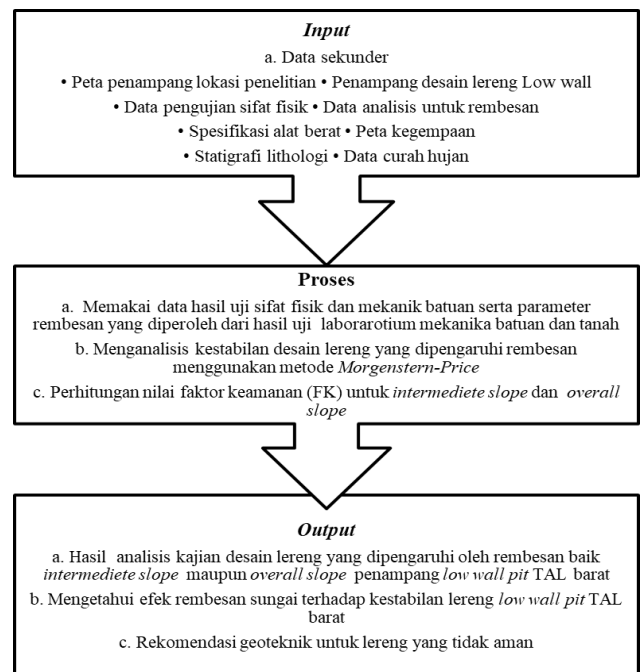 Input
a. Data sekunder
• Peta penampang lokasi penelitian • Penampang desain lereng Low wall
• Data pengujian sifat fisik • Data analisis untuk rembesan
• Spesifikasi alat berat • Peta kegempaan
• Statigrafi lithologi • Data curah hujan
Proses
a. Memakai data hasil uji sifat fisik dan mekanik batuan serta parameter
rembesan yang diperoleh dari hasil uji laborarotium mekanika batuan dan tanah
b. Menganalisis kestabilan desain lereng yang dipengaruhi rembesan
menggunakan metode Morgenstern-Price
c. Perhitungan nilai faktor keamanan (FK) untuk intermediete slope dan overall
slope
Output
a. Hasil analisis kajian desain lereng yang dipengaruhi oleh rembesan baik
intermediete slope maupun overall slope penampang low wall pit TAL barat
b. Mengetahui efek rembesan sungai terhadap kestabilan lereng low wall pit TAL
barat
c. Rekomendasi geoteknik untuk lereng yang tidak aman